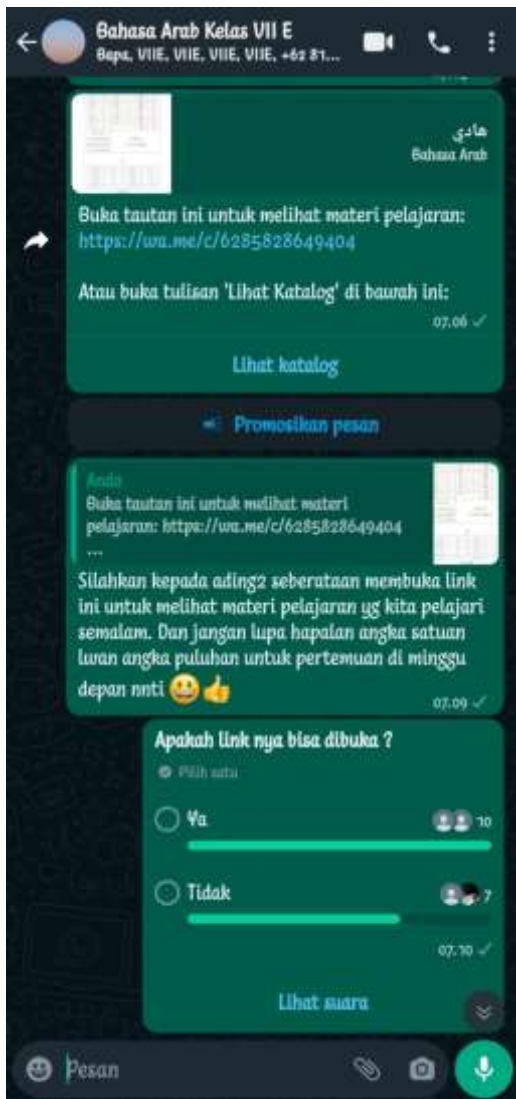 Bahasa Arab Kelas VII E
Bapa, VIIE, VIIE, VIIE, VIIE, +62 81...
هادي
Bahasa Arab
Buka tautan ini untuk melihat materi pelajaran:
https://wa.me/c/6285828649404
Atau buka tulisan 'Lihat Katalog' di bawah ini:
07.06
Lihat katalog
Promosikan pesan
Anda
Buka tautan ini untuk melihat materi
pelajaran: https://wa.me/c/6285828649404
...
Silahkan kepada ading2 seberataan membuka link
ini untuk melihat materi pelajaran yg kita pelajari
semalam. Dan jangan lupa hapalan angka satuan
lwan angka puluhan untuk pertemuan di minggu
depan nnti 😀👍
07.09
Apakah link nya bisa dibuka ?
Pilih satu
Ya
10
Tidak
7
07.10
Lihat suara
Pesan